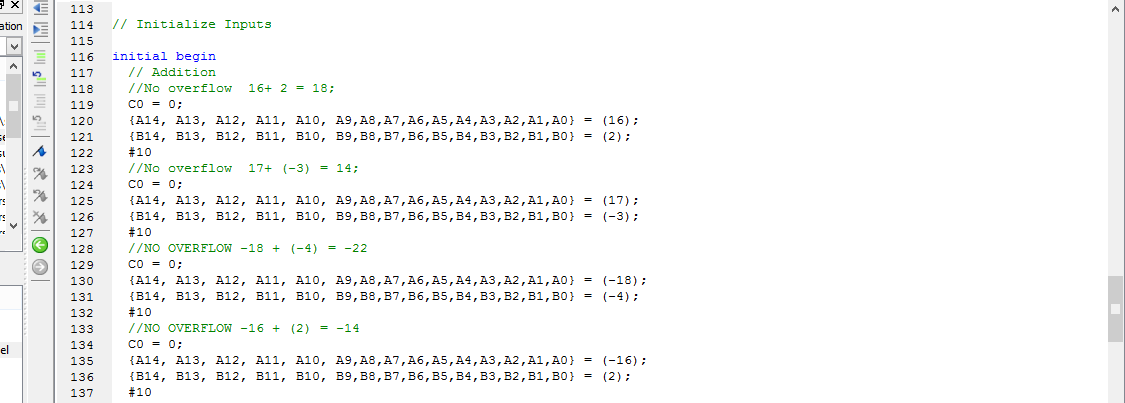 113
ation
114 // Initialize Inputs
115
116 initial begin
117 // Addition
118 //No overflow  16+ 2 = 18;
119 C0 = 0;
120 {A14, A13, A12, A11, A10, A9,A8,A7,A6,A5,A4,A3,A2,A1,A0} = (16);
121 {B14, B13, B12, B11, B10, B9,B8,B7,B6,B5,B4,B3,B2,B1,B0} = (2);
122 #10
123 //No overflow  17+ (-3) = 14;
124 C0 = 0;
125 {A14, A13, A12, A11, A10, A9,A8,A7,A6,A5,A4,A3,A2,A1,A0} = (17);
126 {B14, B13, B12, B11, B10, B9,B8,B7,B6,B5,B4,B3,B2,B1,B0} = (-3);
127 #10
128 //NO OVERFLOW -18 + (-4) = -22
129 C0 = 0;
130 {A14, A13, A12, A11, A10, A9,A8,A7,A6,A5,A4,A3,A2,A1,A0} = (-18);
131 {B14, B13, B12, B11, B10, B9,B8,B7,B6,B5,B4,B3,B2,B1,B0} = (-4);
132 #10
133 //NO OVERFLOW -16 + (2) = -14
134 C0 = 0;
el
135 {A14, A13, A12, A11, A10, A9,A8,A7,A6,A5,A4,A3,A2,A1,A0} = (-16);
136 {B14, B13, B12, B11, B10, B9,B8,B7,B6,B5,B4,B3,B2,B1,B0} = (2);
137 #10